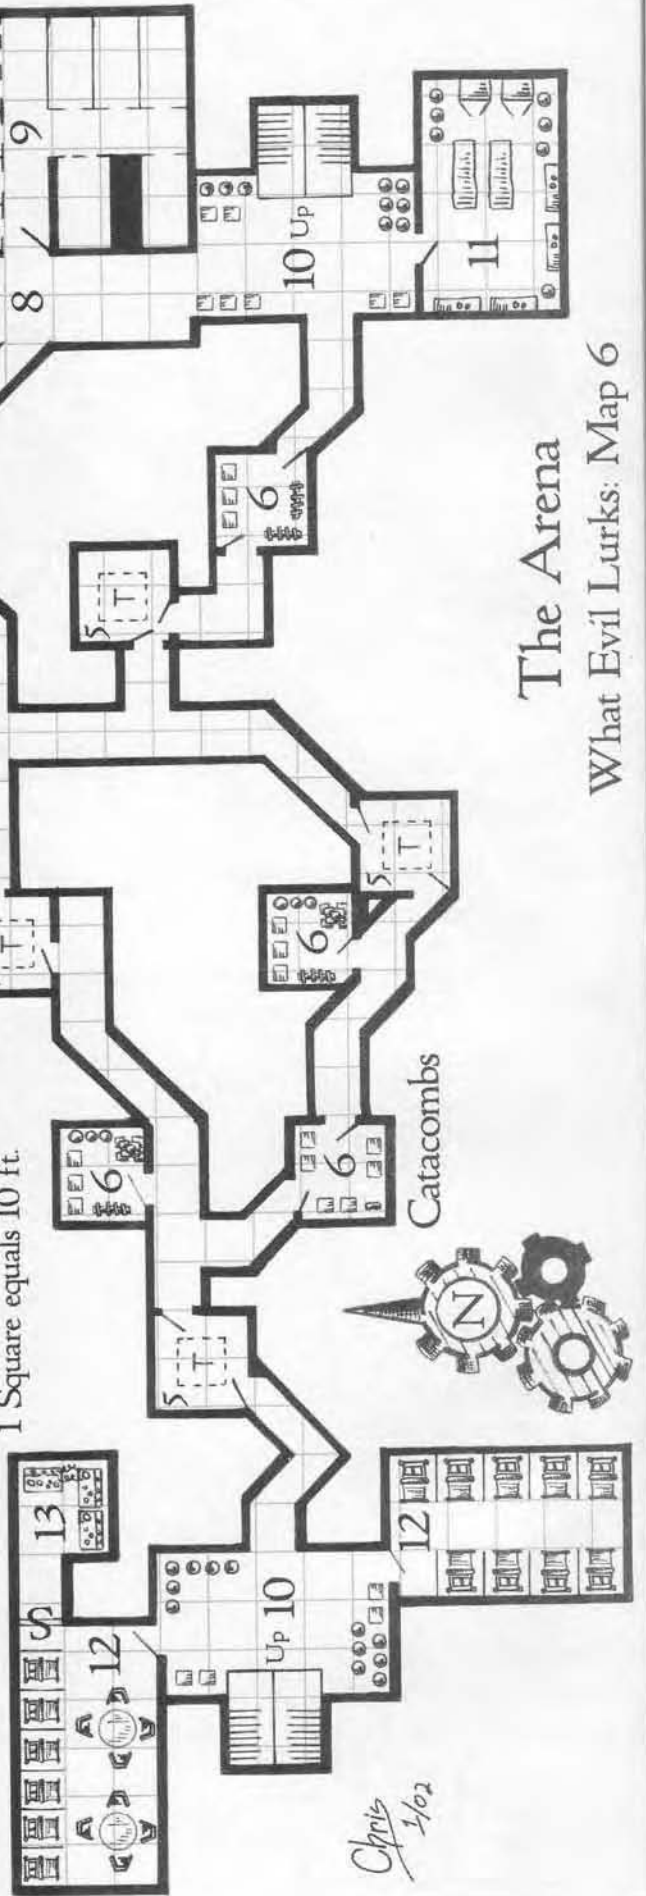 1 Square equals 10 ft.
T
8
9
S
13
12
6
5
T
5
T
Up 10
6
10 Up
6
6
5
T
12
Catacombs
N
11
Chris
1/02
The Arena
What Evil Lurks: Map 6